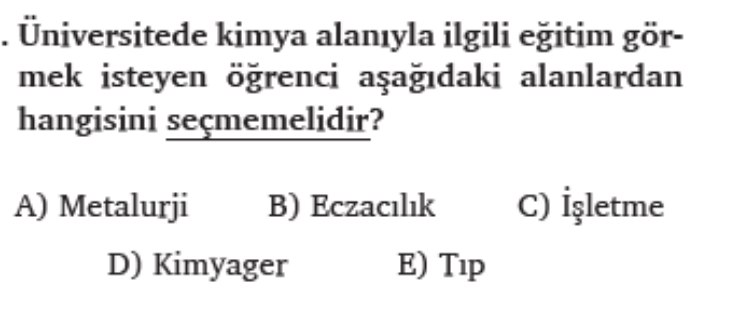 . Üniversitede kimya alanıyla ilgili eğitim gör-
mek isteyen öğrenci aşağıdaki alanlardan
hangisini seçmemelidir?
A) Metalurji B) Eczacılık C) İşletme
D) Kimyager E) Tıp